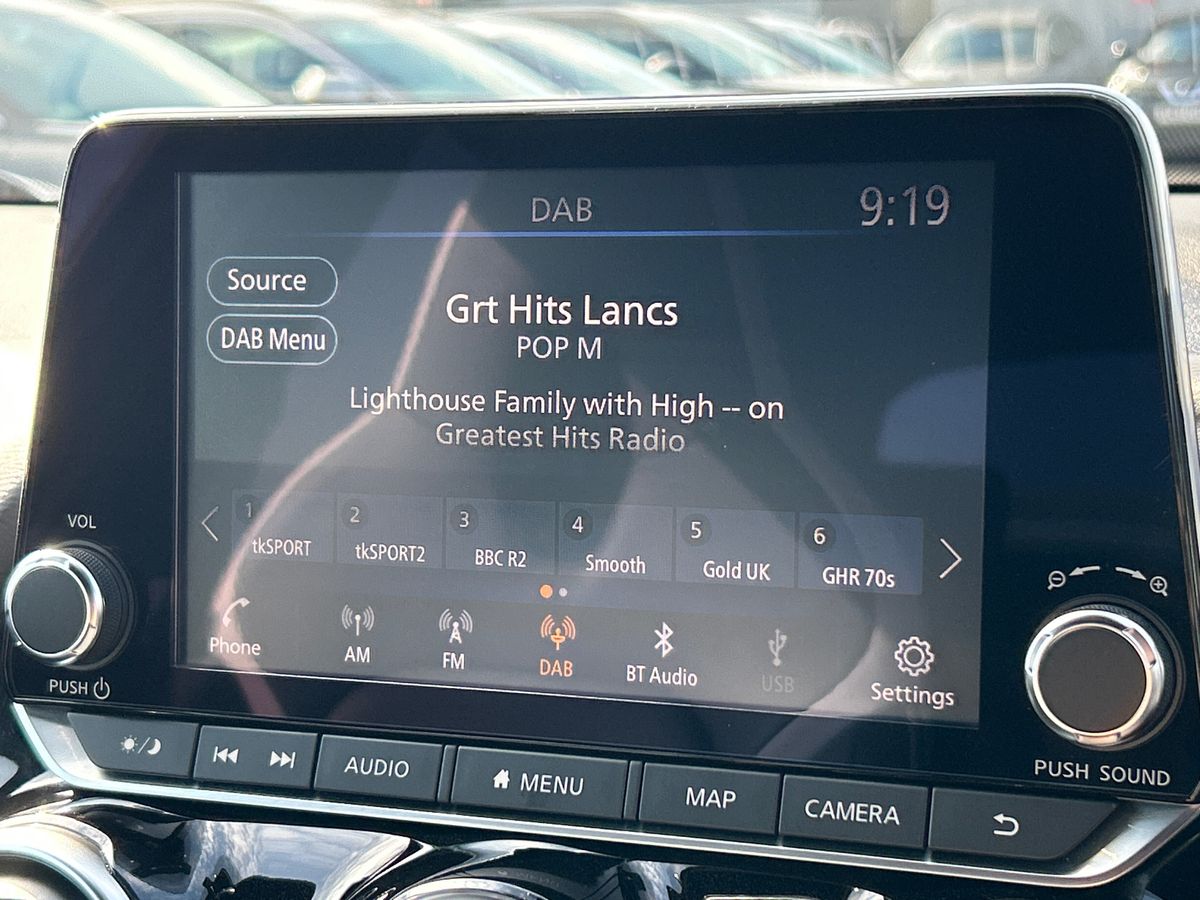 DAB
9:19
Source
DAB Menu
Grt Hits Lancs
POP M
Lighthouse Family with High -- on
Greatest Hits Radio
1
tkSPORT
2
tkSPORT2
3
BBC R2
4
Smooth
5
Gold UK
6
GHR 70s
Phone
AM
FM
DAB
BT Audio
USB
Settings
VOL
PUSH
PUSH SOUND
AUDIO
MENU
MAP
CAMERA